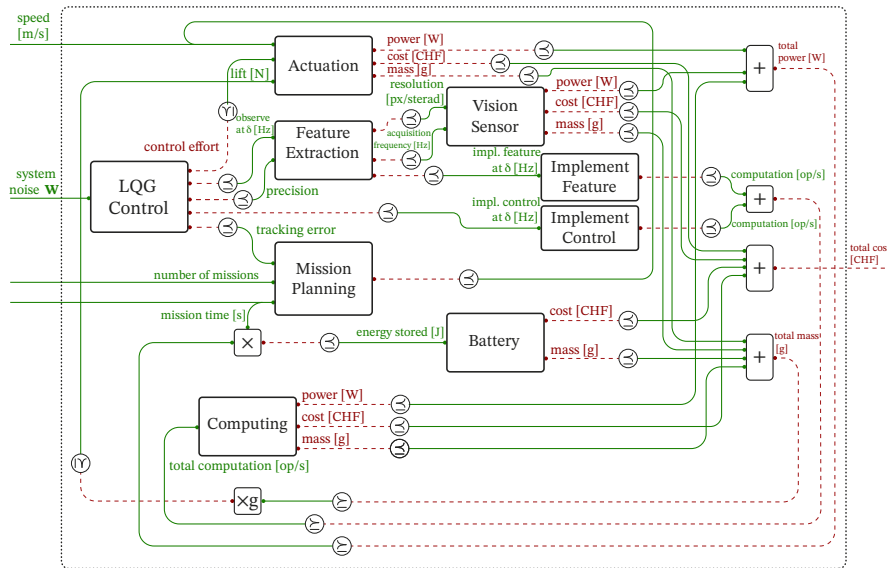 speed
[m/s]
lift [N]
Actuation
power [W]
cost [CHF]
mass [g]
+
total
power [W]
resolution
[px/sterad]
Vision
Sensor
power [W]
cost [CHF]
mass [g]
observe
at δ [Hz]
Feature
Extraction
acquisition
frequency [Hz]
control effort
impl. feature
at δ [Hz]
Implement
Feature
computation [op/s]
system
noise W
LQG
Control
precision
+
impl. control
at δ [Hz]
Implement
Control
computation [op/s]
tracking error
number of missions
Mission
Planning
+
total cos
[CHF]
mission time [s]
×
energy stored [J]
Battery
cost [CHF]
mass [g]
+
total mass
[g]
Computing
power [W]
cost [CHF]
mass [g]
total computation [op/s]
×g